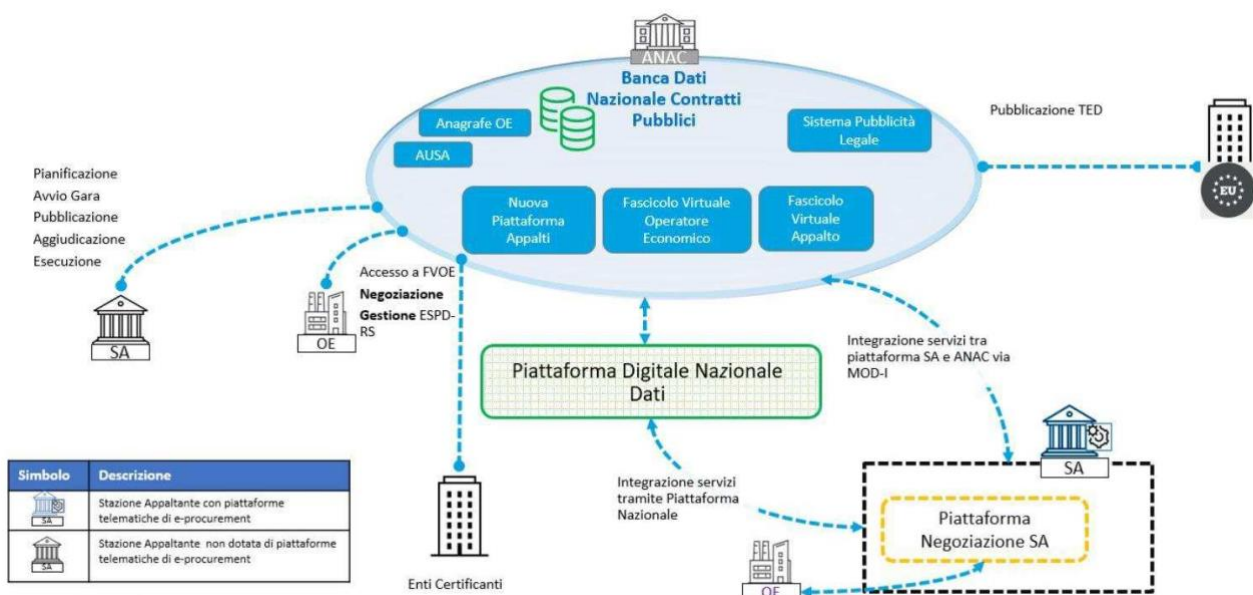 ANAC
Banca Dati
Nazionale Contratti
Pubblici
Anagrafe OE
AUSA
Sistema Pubblicità
Legale
Nuova
Piattaforma
Appalti
Fascicolo Virtuale
Operatore
Economico
Fascicolo
Virtuale
Appalto
Pubblicazione TED
EU
Pianificazione
Avvio Gara
Pubblicazione
Aggiudicazione
Esecuzione
SA
OE
Accesso a FVOE
Negoziazione
Gestione ESPD-
RS
Piattaforma Digitale Nazionale
Dati
Integrazione servizi tra
piattaforma SA e ANAC via
MOD-I
SA
Integrazione servizi
tramite Piattaforma
Nazionale
Piattaforma
Negoziazione SA
OE
Enti Certificanti
Simbolo Descrizione
SA
Stazione Appaltante con piattaforme
telematiche di e-procurement
SA
Stazione Appaltante non dotata di piattaforme
telematiche di e-procurement